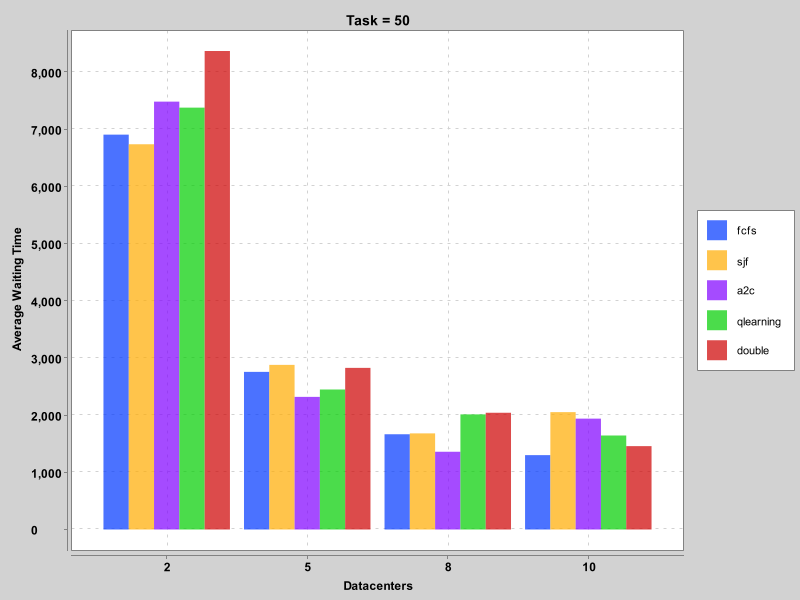 Task = 50
Average Waiting Time
8,000
7,000
6,000
5,000
4,000
3,000
2,000
1,000
0
2
5
8
10
Datacenters
fcfs
sjf
a2c
qlearning
double